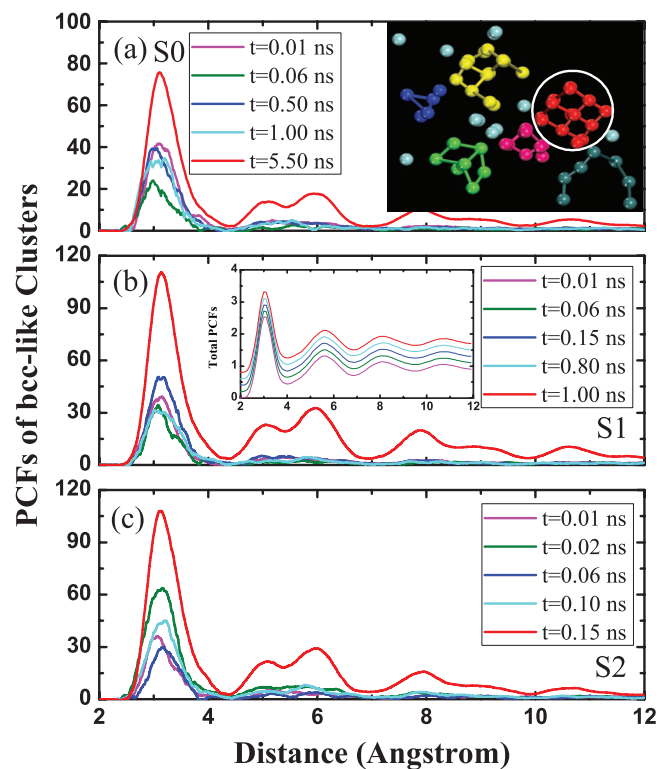 PCFs of bcc-like Clusters
100
80
60
40
20
0
(a) S0
t=0.01 ns
t=0.06 ns
t=0.50 ns
t=1.00 ns
t=5.50 ns
120
90
60
30
0
(b)
Total PCFs
4
3
2
1
0
2 4 6 8 10 12
t=0.01 ns
t=0.06 ns
t=0.15 ns
t=0.80 ns
t=1.00 ns
S1
120
90
60
30
0
(c)
t=0.01 ns
t=0.02 ns
t=0.06 ns
t=0.10 ns
t=0.15 ns
S2
2 4 6 8 10 12
Distance (Angstrom)